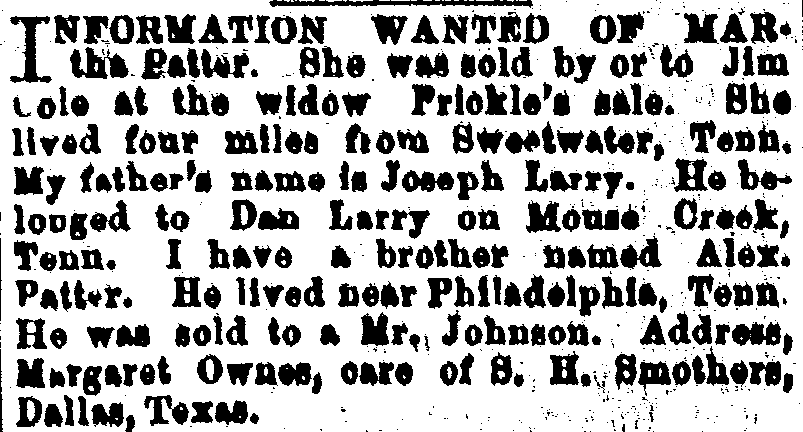 INFORMATION WANTED OF MAR-
tha Patter. She was sold by or to Jim
Cole at the widow Prickle's sale. She
lived four miles from Sweetwater, Tenn.
My father's name is Joseph Larry. He be-
longed to Dan Larry on Mouse Creek,
Tenn. I have a brother named Alex.
Patter. He lived near Philadelphia, Tenn.
He was sold to a Mr. Johnson. Address,
Margaret Ownes, care of S. H. Smothers,
Dallas, Texas.